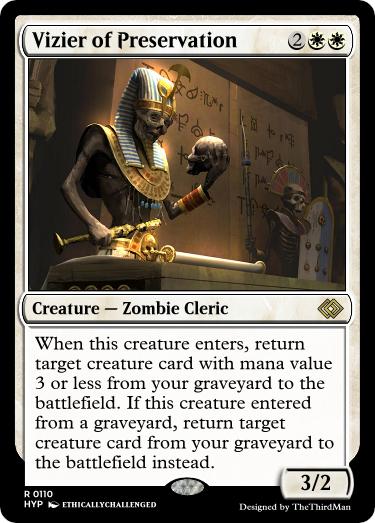 Vizier of Preservation 2
Creature — Zombie Cleric
When this creature enters, return
target creature card with mana value
3 or less from your graveyard to the
battlefield. If this creature entered
from a graveyard, return target
creature card from your graveyard to
the battlefield instead.
3/2
R 0110
HYP ETHICALLYCHALLENGED
Designed by TheThirdMan